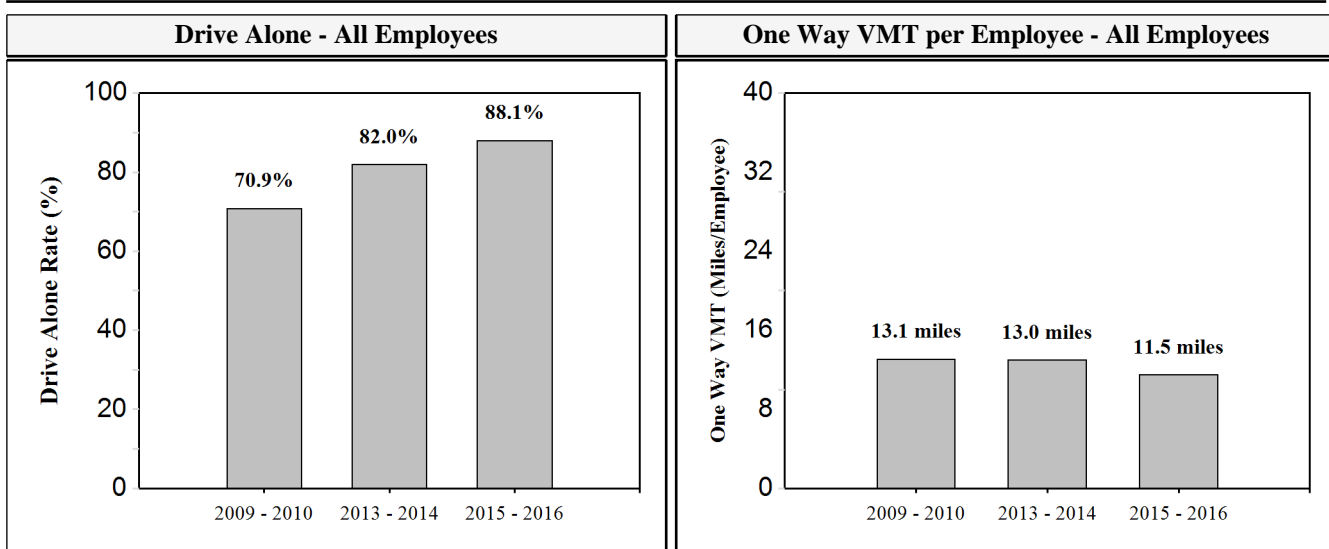 Drive Alone - All Employees
100
80
60
40
20
0
Drive Alone Rate (%)
70.9%
82.0%
88.1%
2009 - 2010
2013 - 2014
2015 - 2016
One Way VMT per Employee - All Employees
40
32
24
16
8
0
One Way VMT (Miles/Employee)
13.1 miles
13.0 miles
11.5 miles
2009 - 2010
2013 - 2014
2015 - 2016